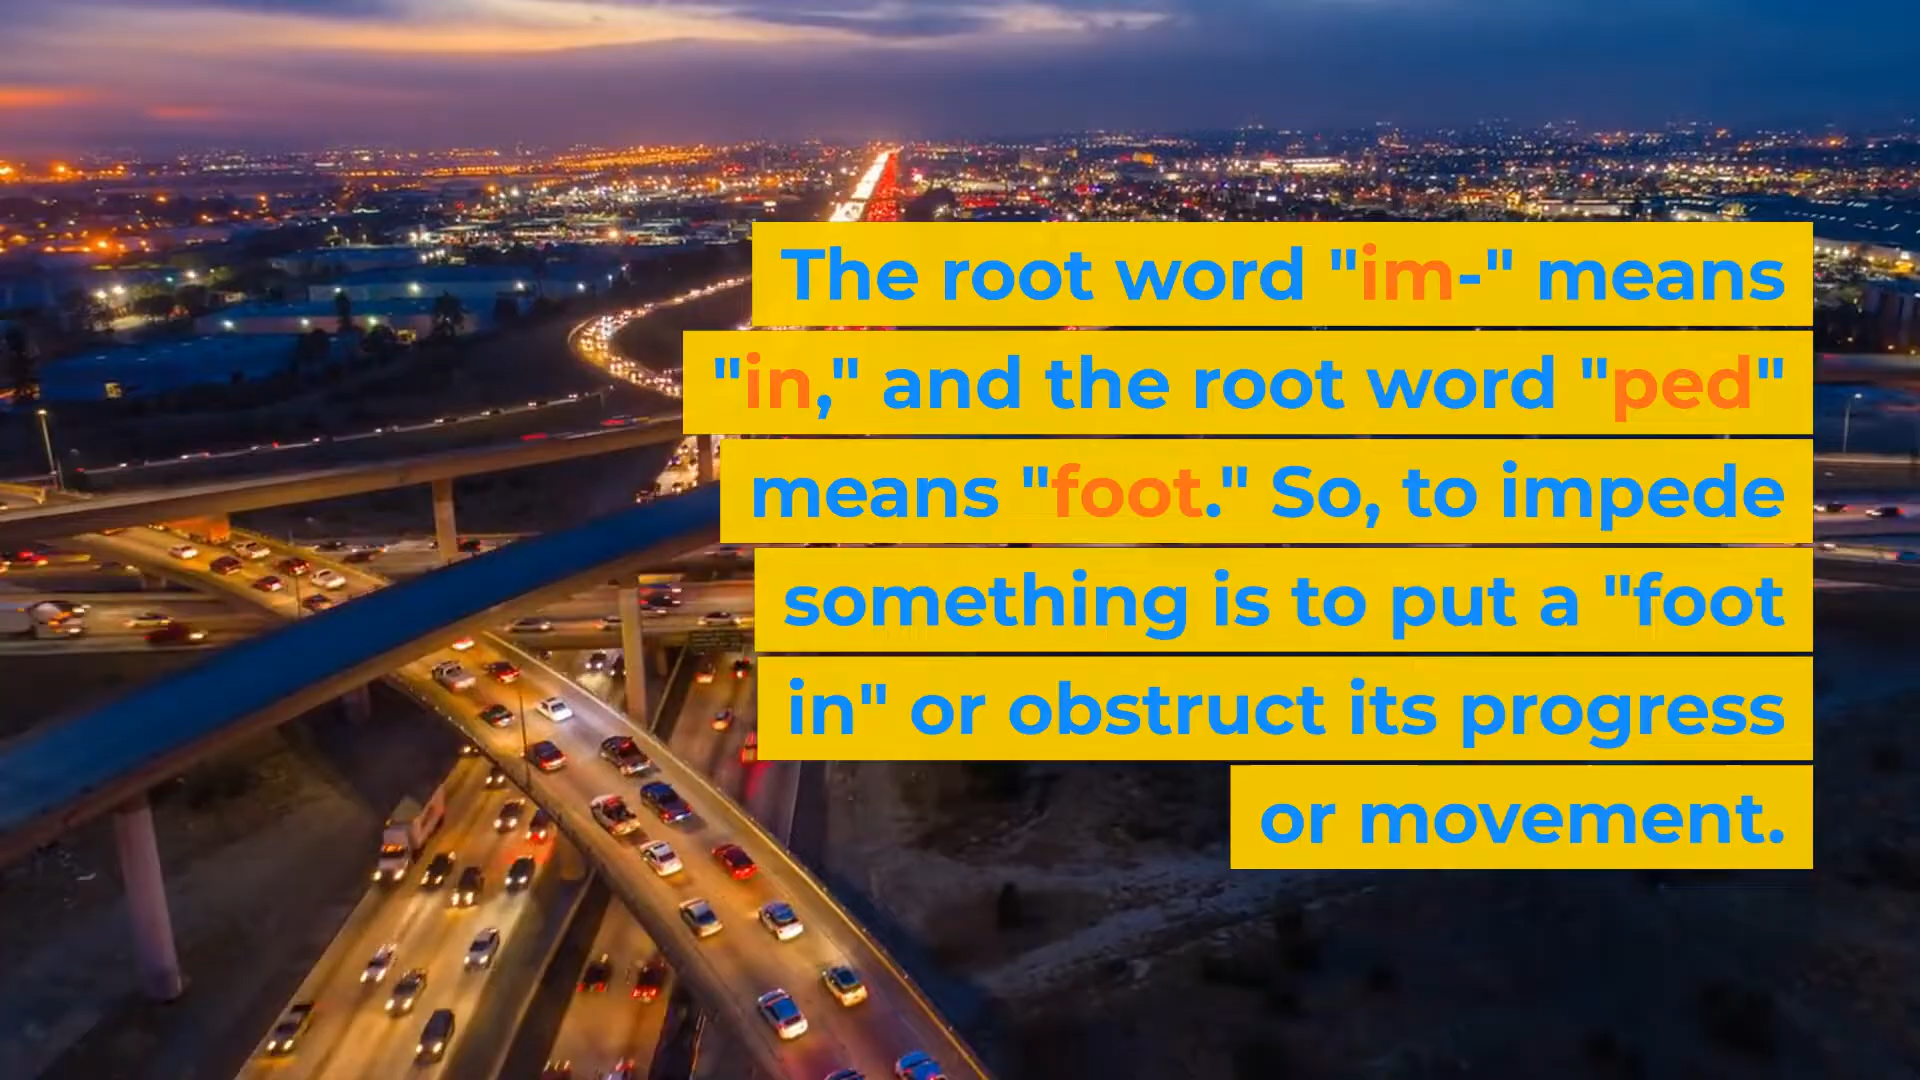 The root word "im-" means
"in," and the root word "ped"
means "foot." So, to impede
something is to put a "foot
in" or obstruct its progress
or movement.